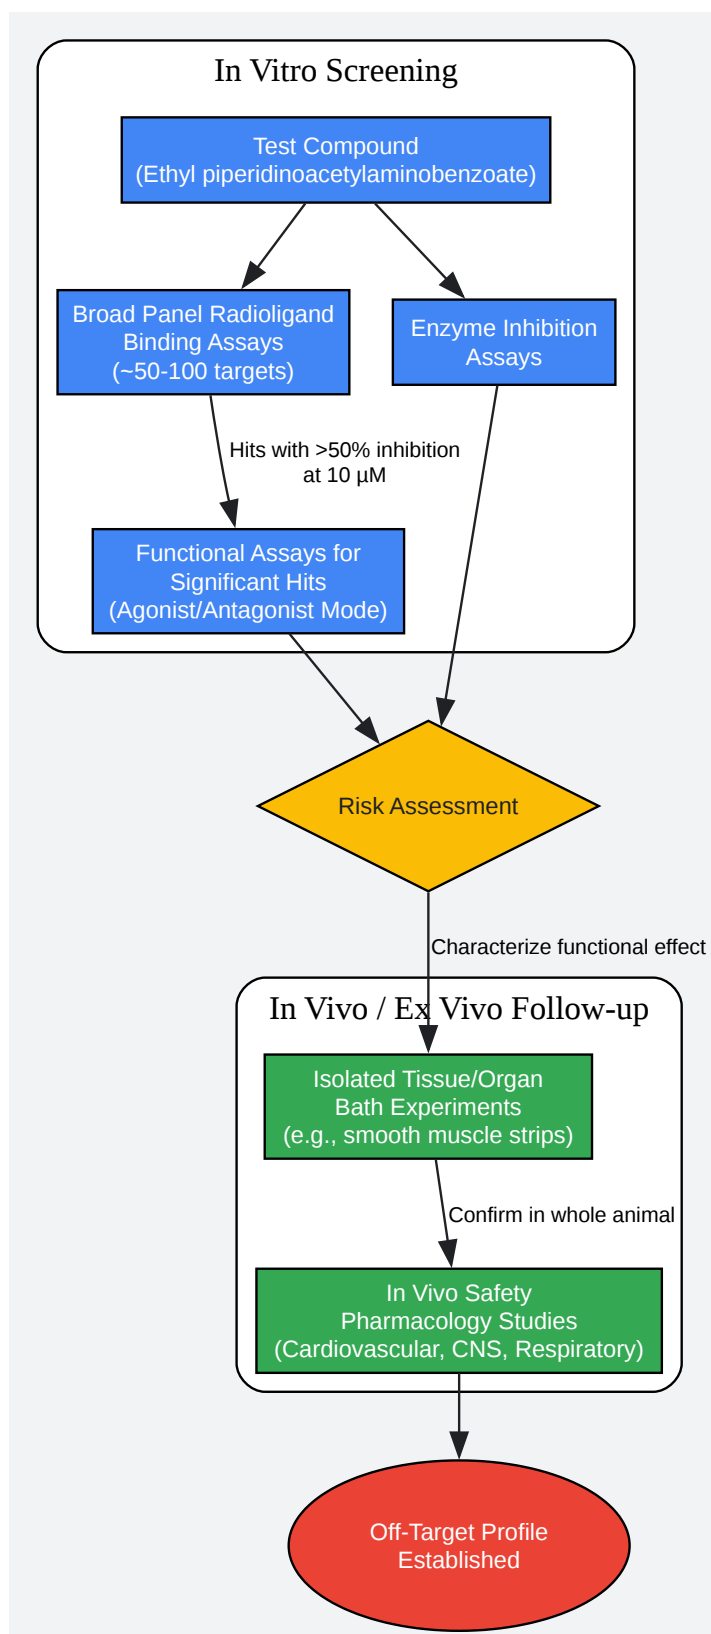 In Vitro Screening
Test Compound
(Ethyl piperidinoacetylaminobenzoate)
Broad Panel Radioligand
Binding Assays
(~50-100 targets)
Enzyme Inhibition
Assays
Hits with >50% inhibition
at 10 µM
Functional Assays for
Significant Hits
(Agonist/Antagonist Mode)
Risk Assessment
Characterize functional effect
In Vivo / Ex Vivo Follow-up
Isolated Tissue/Organ
Bath Experiments
(e.g., smooth muscle strips)
Confirm in whole animal
In Vivo Safety
Pharmacology Studies
(Cardiovascular, CNS, Respiratory)
Off-Target Profile
Established